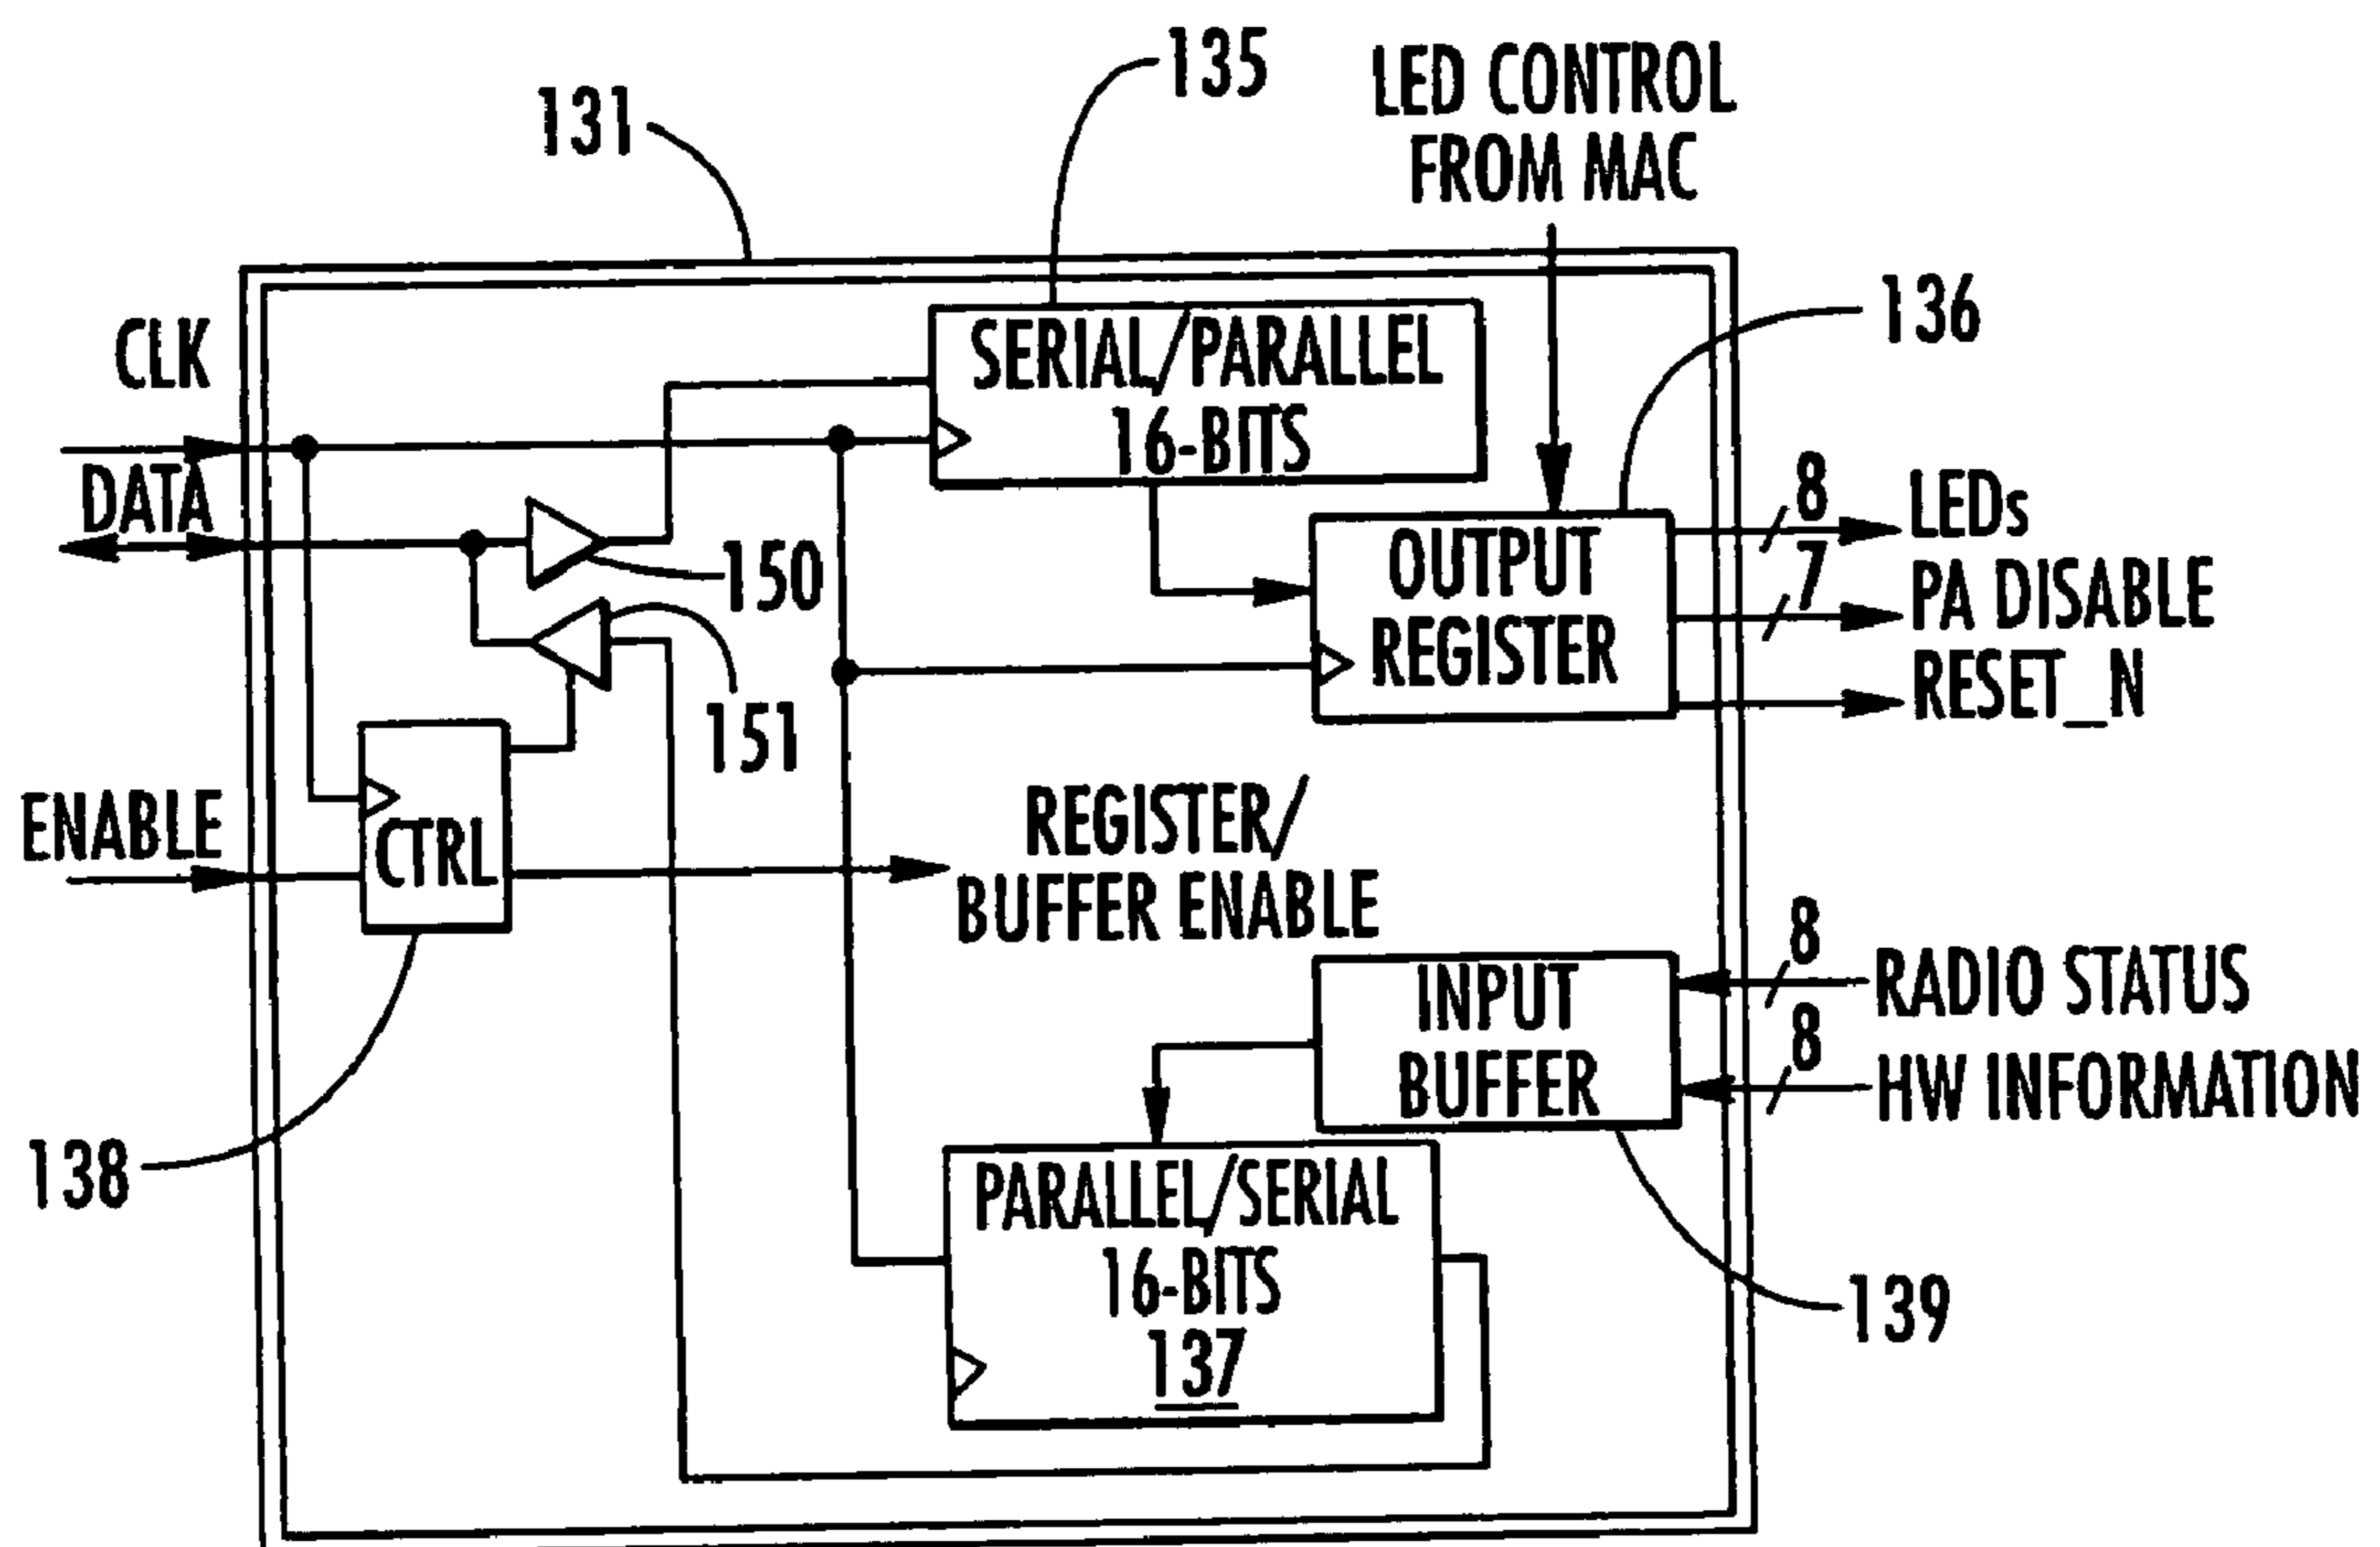 135
LED CONTROL
FROM MAC
131
136
CLK
SERIAL/PARALLEL
16-BITS
DATA
8
LEDs
150
OUTPUT
REGISTER
7
PA DISABLE
RESET_N
151
ENABLE
CTRL
REGISTER/
BUFFER ENABLE
8
RADIO STATUS
INPUT
BUFFER
8
HW INFORMATION
138
PARALLEL/SERIAL
16-BITS
137
139